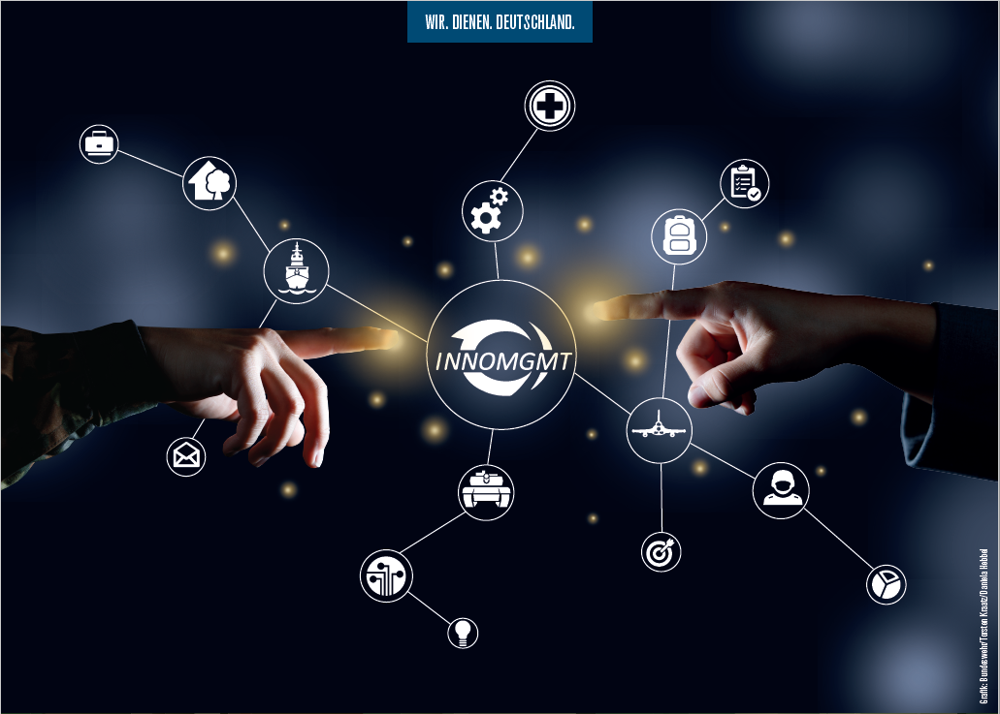 WIR. DIENEN. DEUTSCHLAND.
INNOMGMT
Grafik: Bundeswehr/Torsten Kraatz/Daniela Hebbel